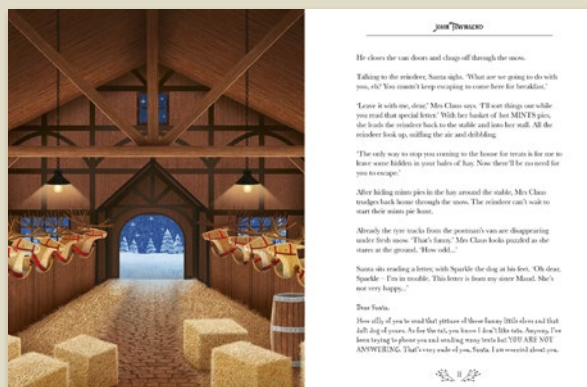 JOHN TOWNSEND
He closes the van doors and chugs off through the snow.
Talking to the reindeer, Santa sighs. ‘What are we going to do with
you, eh? You mustn’t keep escaping to come here for breakfast.’
‘Leave it with me, dear,’ Mrs Claus says. ‘I’ll sort things out while
you read that special letter.’ With her basket of hot MINTS pies,
she leads the reindeer back to the stable and into her stall. All the
reindeer look up, sniffing the air and dribbling.
‘The only way to stop you coming to the house for treats is for me to
leave some hidden in your bales of hay. Now there’ll be no need for
you to escape.’
After hiding mints pies in the hay around the stable, Mrs Claus
trudges back home through the snow. The reindeer can’t wait to
start their mints pie hunt.
Already the tyre tracks from the postman’s van are disappearing
under fresh snow. ‘That’s funny.’ Mrs Claus looks puzzled as she
stares at the ground. ‘How odd...’
Santa sits reading a letter, with Sparkle the dog at his feet. ‘Oh dear,
Sparkle – I’m in trouble. This letter is from my sister Maud. She’s
not very happy...’
Dear Santa,
How silly of you to send that picture of those funny little elves and that
daft dog of yours. As for the cat, you know I don’t like cats. Anyway, I’ve
been trying to phone you and sending many texts but YOU ARE NOT
ANSWERING. That’s very rude of you, Santa. I am worried about you.
11